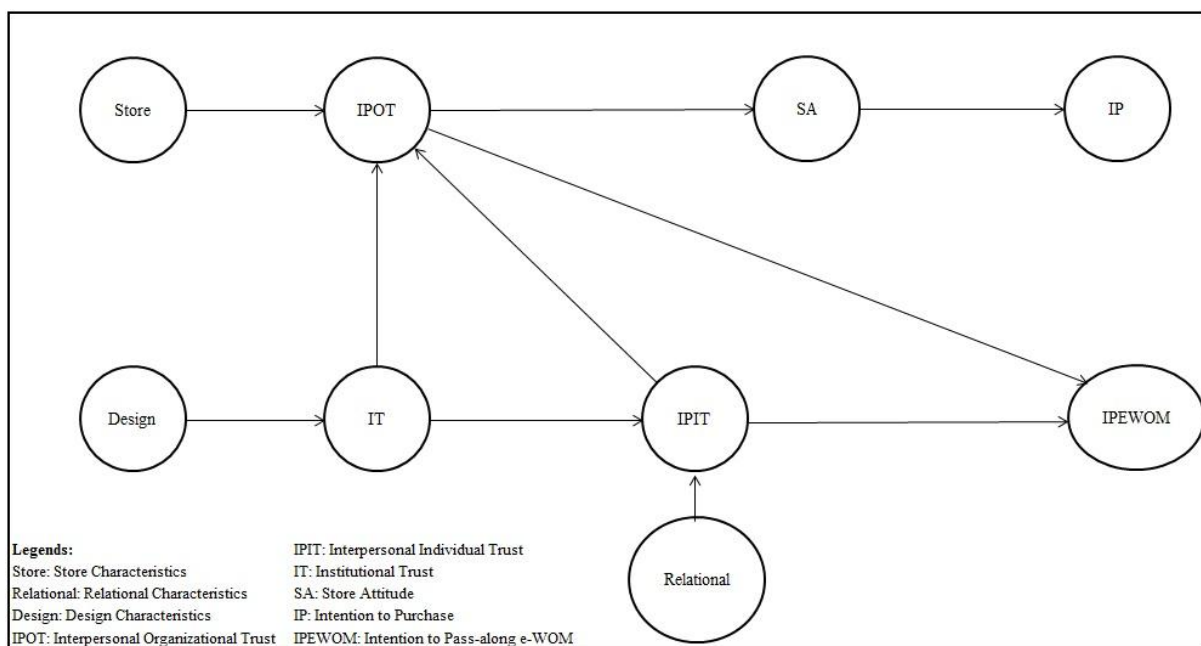 Store
IPOT
SA
IP
Design
IT
IPIT
IPEWOM
Relational
Legends:
Store: Store Characteristics
Relational: Relational Characteristics
Design: Design Characteristics
IPOT: Interpersonal Organizational Trust
IPIT: Interpersonal Individual Trust
IT: Institutional Trust
SA: Store Attitude
IP: Intention to Purchase
IPEWOM: Intention to Pass-along e-WOM